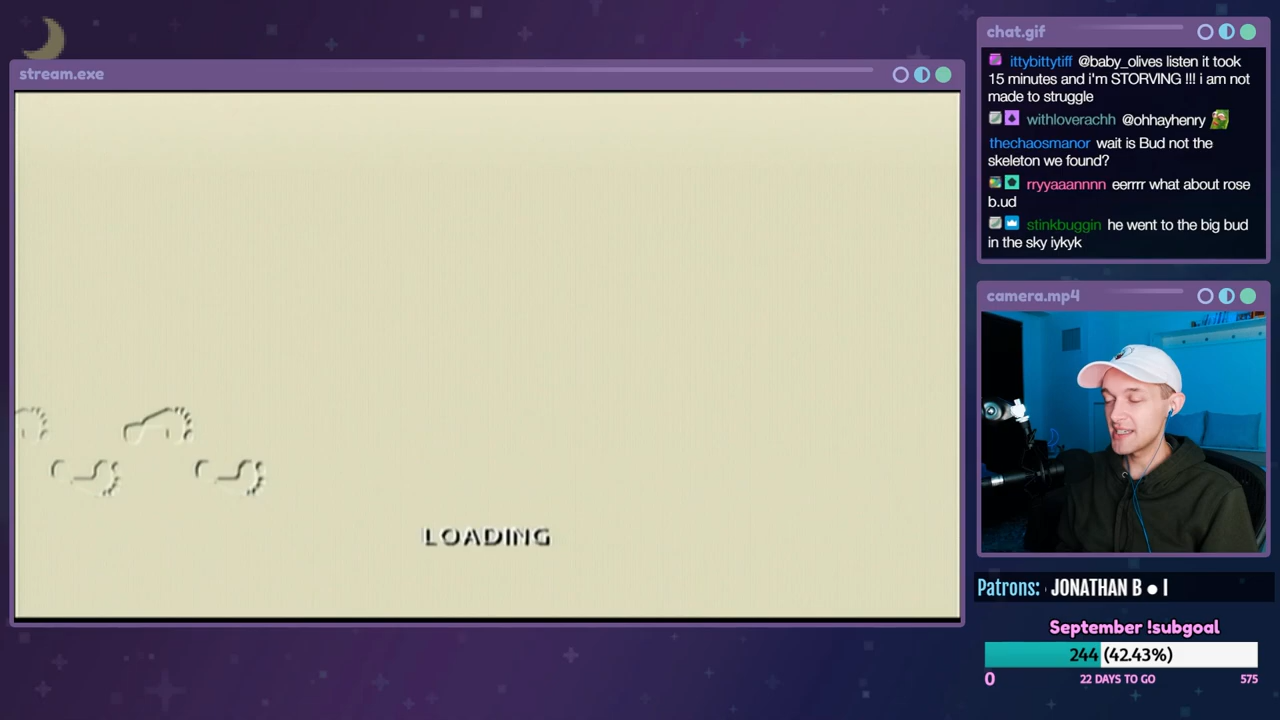 stream.exe
LOADING
chat.gif
ittybittytiff @baby_olives listen it took
15 minutes and i'm STORVING !!! i am not
made to struggle
withloverachh @ohhayhenry
thechaosmanor wait is Bud not the
skeleton we found?
rryyaaannnn eerrrr what about rose
b.ud
stinkbuggin he went to the big bud
in the sky iykyk
camera.mp4
Patrons: JONATHAN B ●
September !subgoal
244 (42.43%)
0 22 DAYS TO GO 575